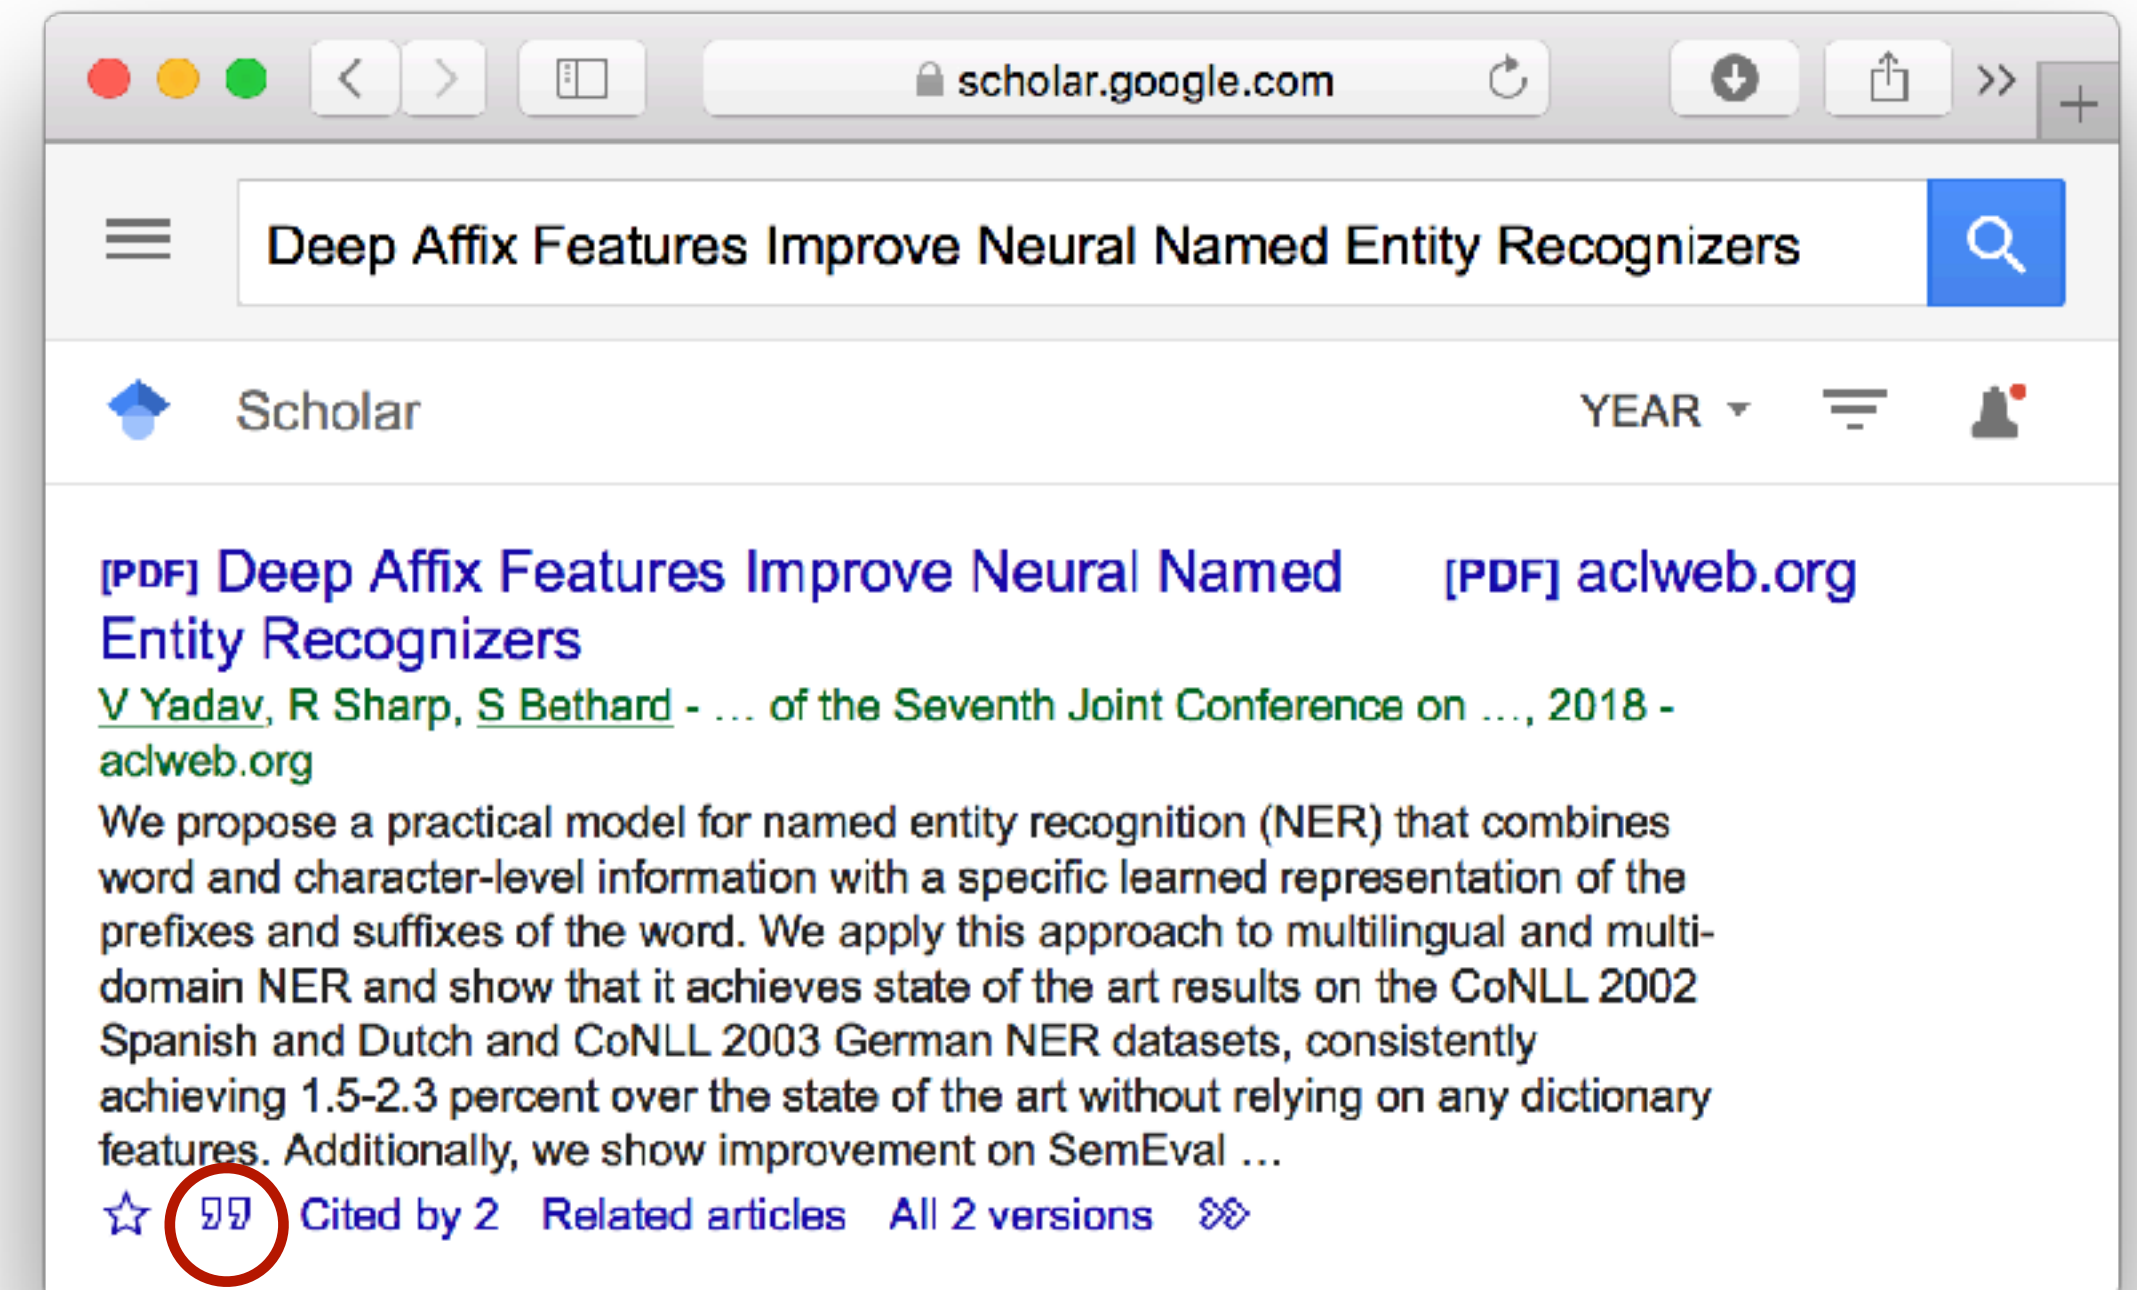 scholar.google.com
Deep Affix Features Improve Neural Named Entity Recognizers
Scholar
YEAR
[PDF] Deep Affix Features Improve Neural Named
Entity Recognizers
[PDF] aclweb.org
V Yadav, R Sharp, S Bethard - … of the Seventh Joint Conference on …, 2018 -
aclweb.org
We propose a practical model for named entity recognition (NER) that combines
word and character-level information with a specific learned representation of the
prefixes and suffixes of the word. We apply this approach to multilingual and multi-
domain NER and show that it achieves state of the art results on the CoNLL 2002
Spanish and Dutch and CoNLL 2003 German NER datasets, consistently
achieving 1.5-2.3 percent over the state of the art without relying on any dictionary
features. Additionally, we show improvement on SemEval …
Cited by 2 Related articles All 2 versions